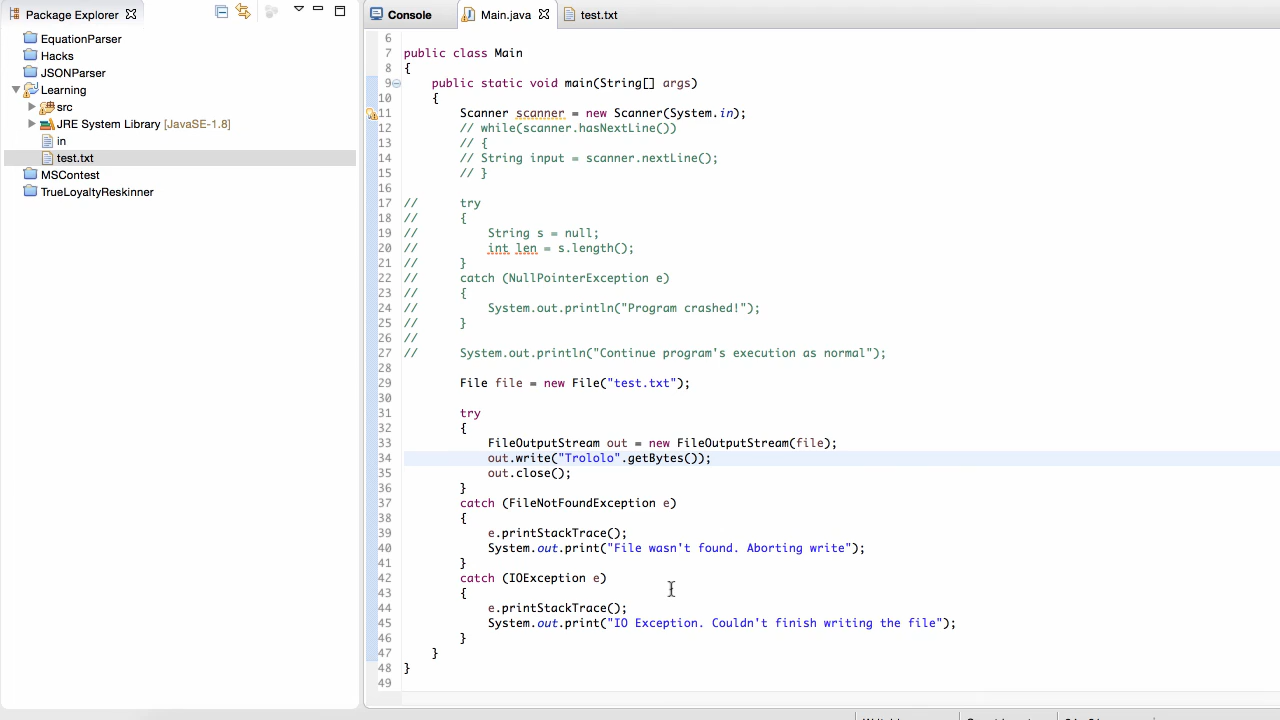 Package Explorer
EquationParser
Hacks
JSONParser
Learning
src
JRE System Library [JavaSE-1.8]
in
test.txt
MSContest
TrueLoyaltyReskinner
Console
Main.java
test.txt
6
7 public class Main
8 {
9 public static void main(String[] args)
10 {
11 Scanner scanner = new Scanner(System.in);
12 // while(scanner.hasNextLine())
13 // {
14 // String input = scanner.nextLine();
15 // }
16
17 // try
18 // {
19 // String s = null;
20 // int len = s.length();
21 // }
22 // catch (NullPointerException e)
23 // {
24 // System.out.println("Program crashed!");
25 // }
26 //
27 // System.out.println("Continue program's execution as normal");
28
29 File file = new File("test.txt");
30
31 try
32 {
33 FileOutputStream out = new FileOutputStream(file);
34 out.write("Trololo".getBytes());
35 out.close();
36 }
37 catch (FileNotFoundException e)
38 {
39 e.printStackTrace();
40 System.out.print("File wasn't found. Aborting write");
41 }
42 catch (IOException e)
43 {
44 e.printStackTrace();
45 System.out.print("IO Exception. Couldn't finish writing the file");
46 }
47 }
48 }
49